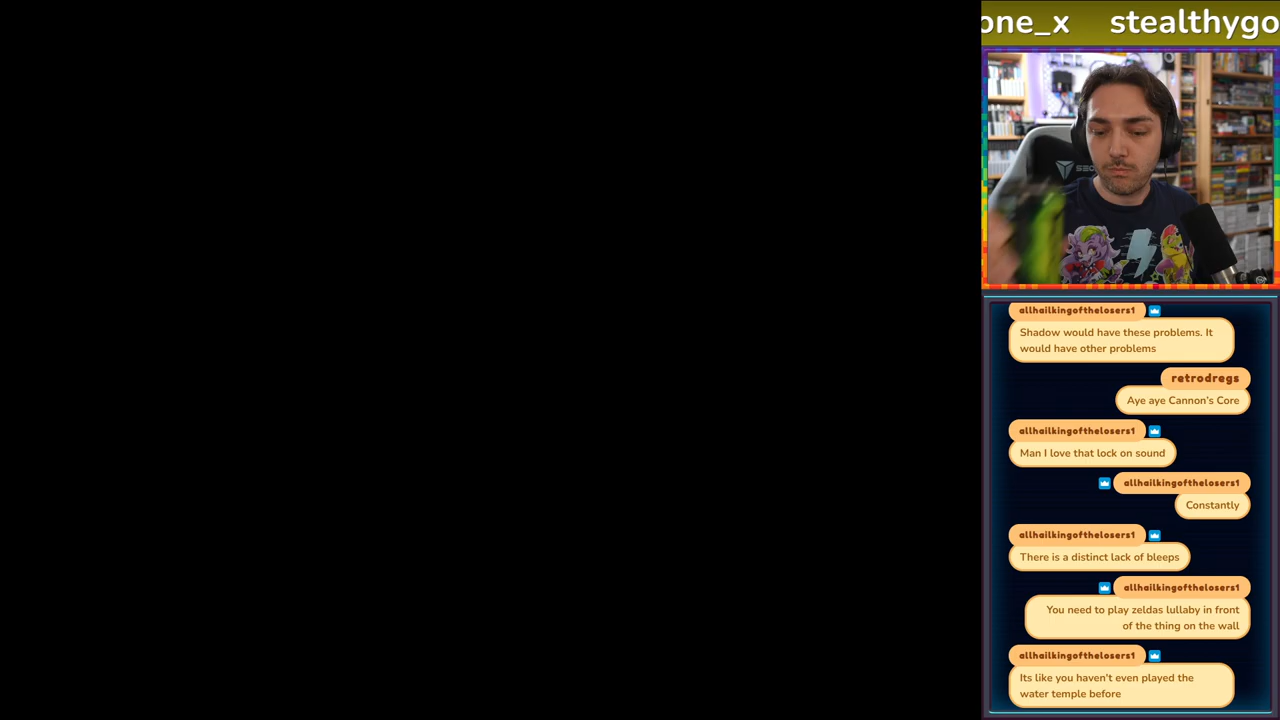 one_x stealthygo
allhailkingofthelosers1
Shadow would have these problems. It
would have other problems
retrodregs
Aye aye Cannon's Core
allhailkingofthelosers1
Man I love that lock on sound
allhailkingofthelosers1
Constantly
allhailkingofthelosers1
There is a distinct lack of bleeps
allhailkingofthelosers1
You need to play zeldas lullaby in front
of the thing on the wall
allhailkingofthelosers1
Its like you haven't even played the
water temple before